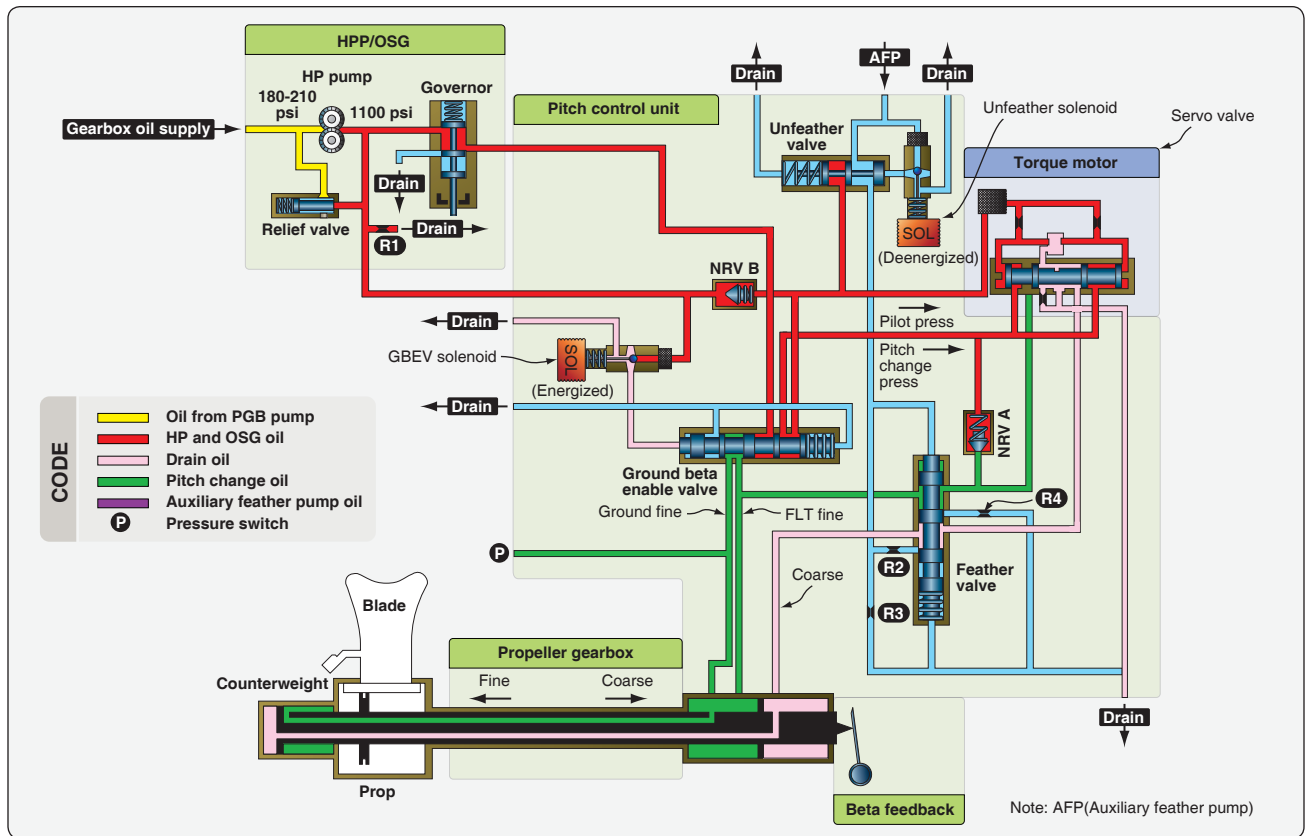 HPP/OSG
HP pump
180-210
psi
1100 psi
Governor
Gearbox oil supply
Drain
Relief valve
R1
Drain
Pitch control unit
Drain
AFP
Drain
Unfeather solenoid
Servo valve
Unfeather
valve
Torque motor
SOL
(Deenergized)
NRV B
Drain
Pilot press
GBEV solenoid
SOL
(Energized)
Pitch
change
press
Drain
NRV A
CODE
Oil from PGB pump
HP and OSG oil
Drain oil
Pitch change oil
Auxiliary feather pump oil
P
Pressure switch
Ground beta
enable valve
Ground fine
FLT fine
R4
P
R2
Feather
valve
Coarse
R3
Blade
Propeller gearbox
Counterweight
Fine
Coarse
Drain
Prop
Beta feedback
Note: AFP(Auxiliary feather pump)